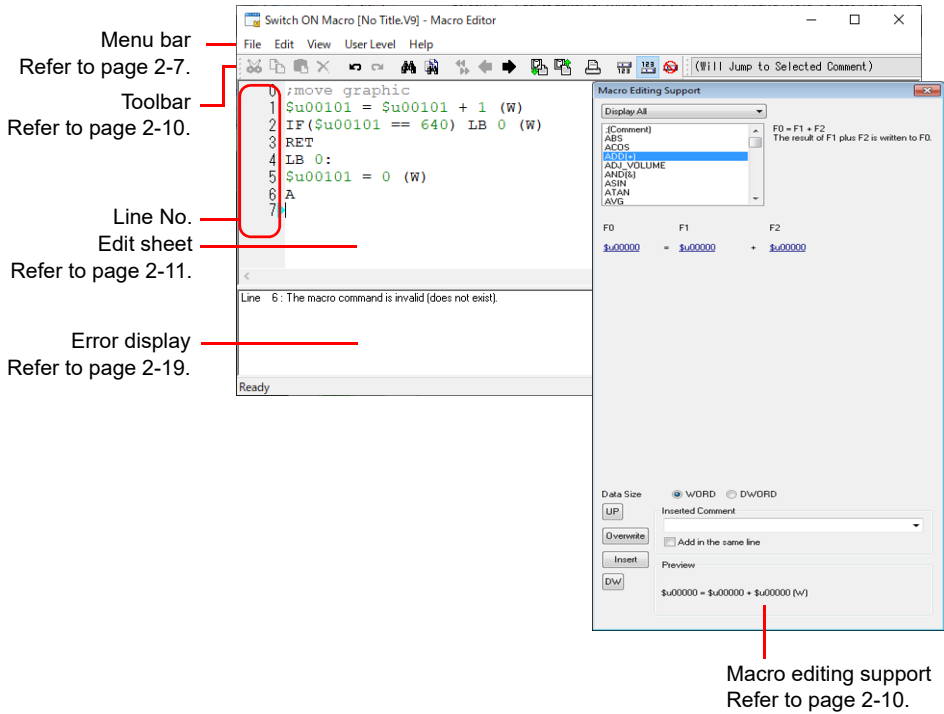 Switch ON Macro [No Title.V9] - Macro Editor
File Edit View User Level Help
(Will Jump to Selected Comment)
0 ;move graphic
1 $u00101 = $u00101 + 1 (W)
2 IF($u00101 == 640) LB 0 (W)
3 RET
4 LB 0:
5 $u00101 = 0 (W)
6 A
7
Line 6 : The macro command is invalid (does not exist).
Ready
Menu bar
Refer to page 2-7.
Toolbar
Refer to page 2-10.
Line No.
Edit sheet
Refer to page 2-11.
Error display
Refer to page 2-19.
Macro Editing Support
Display All
;(Comment)
ABS
ACOS
ADD(+)
ADJ_VOLUME
AND(&)
ASIN
ATAN
AVG
F0 = F1 + F2
The result of F1 plus F2 is written to F0.
F0 F1 F2
$u00000 = $u00000 + $u00000
Data Size WORD DWORD
UP
Overwrite
Insert
DW
Inserted Comment
Add in the same line
Preview
$u00000 = $u00000 + $u00000 (W)
Macro editing support
Refer to page 2-10.